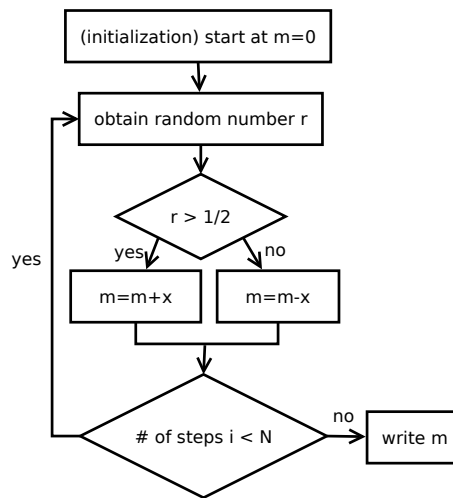 (initialization) start at m=0
obtain random number r
r > 1/2
yes
no
yes
m=m+x
m=m-x
# of steps i < N
no
write m